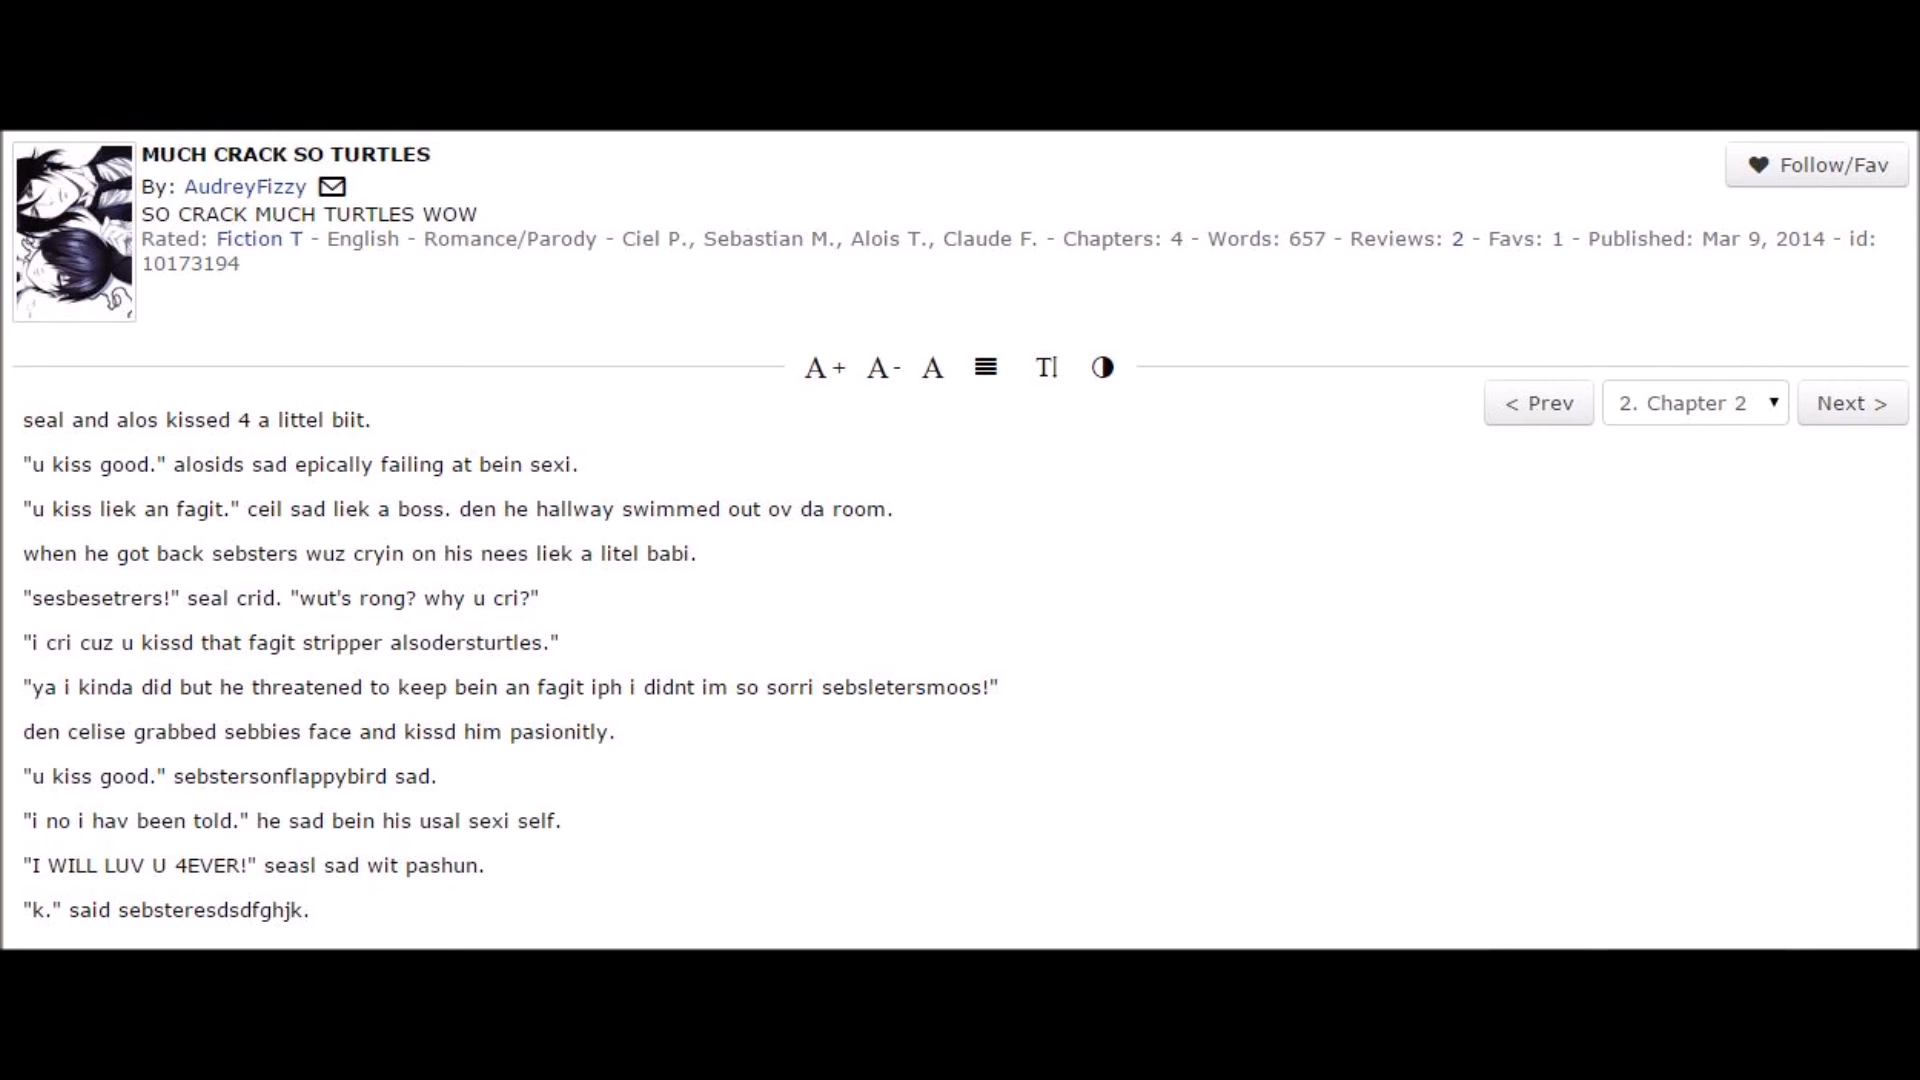 MUCH CRACK SO TURTLES
By: AudreyFizzy
SO CRACK MUCH TURTLES WOW
Rated: Fiction T - English - Romance/Parody - Ciel P., Sebastian M., Alois T., Claude F. - Chapters: 4 - Words: 657 - Reviews: 2 - Favs: 1 - Published: Mar 9, 2014 - id:
10173194
Follow/Fav
A+ A- A
< Prev 2. Chapter 2 Next >
seal and alos kissed 4 a littel biit.
"u kiss good." alosids sad epically failing at bein sexi.
"u kiss liek an fagit." ceil sad liek a boss. den he hallway swimmed out ov da room.
when he got back sebsters wuz cryin on his nees liek a litel babi.
"sesbesetrers!" seal crid. "wut's rong? why u cri?"
"i cri cuz u kissd that fagit stripper alsodersturtles."
"ya i kinda did but he threatened to keep bein an fagit iph i didnt im so sorri sebsletersmoos!"
den celise grabbed sebbies face and kissd him pasionitly.
"u kiss good." sebstersonflappybird sad.
"i no i hav been told." he sad bein his usal sexi self.
"I WILL LUV U 4EVER!" seasl sad wit pashun.
"k." said sebsteresdsdfghjk.